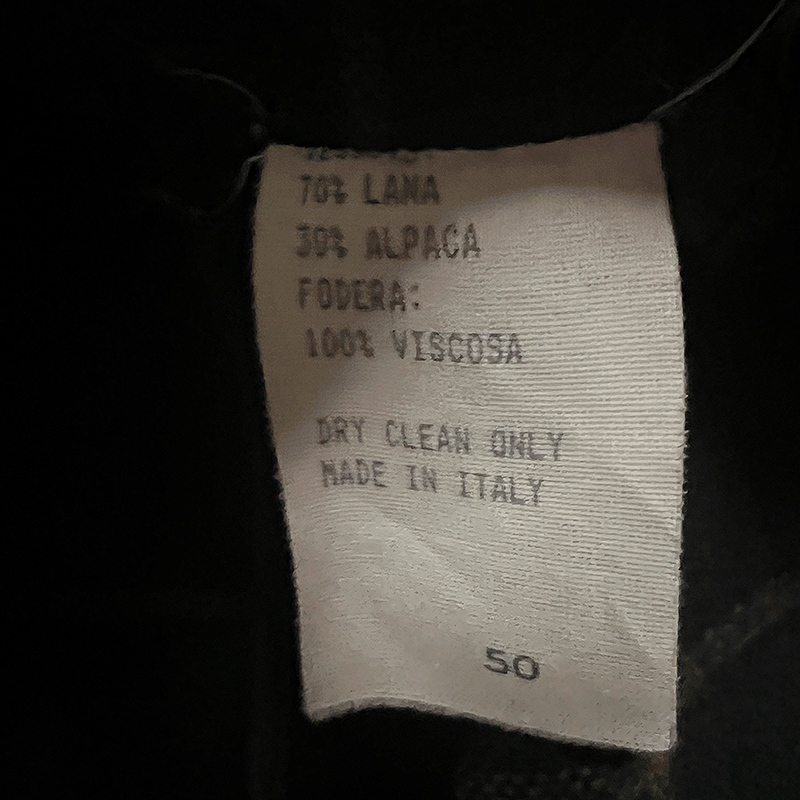 70% LANA
30% ALPACA
FODERA:
100% VISCOSA
DRY CLEAN ONLY
MADE IN ITALY
50